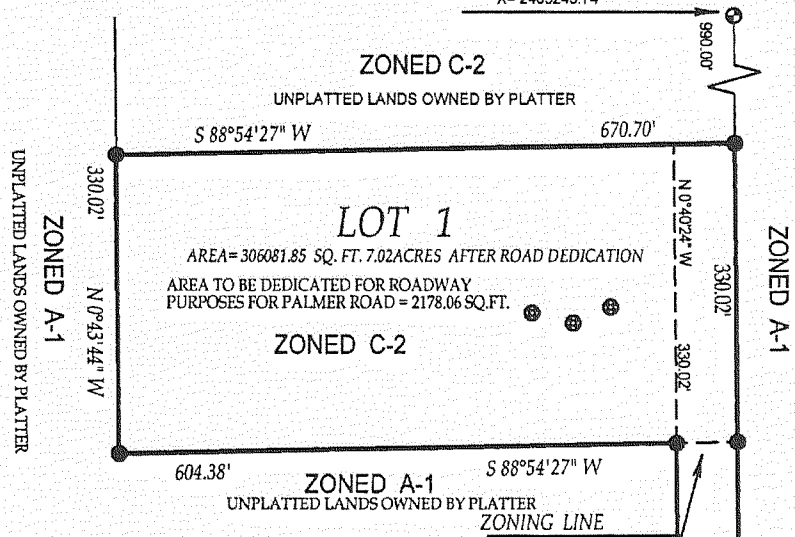 990.00'
ZONED C-2
UNPLATTED LANDS OWNED BY PLATTER
S 88°54'27" W
670.70'
UNPLATTED LANDS OWNED BY PLATTER
ZONED A-1
330.02'
N 0°43'44" W
LOT 1
AREA= 306081.85 SQ. FT. 7.02ACRES AFTER ROAD DEDICATION
AREA TO BE DEDICATED FOR ROADWAY
PURPOSES FOR PALMER ROAD = 2178.06 SQ.FT.
ZONED C-2
N 0°40'24" W
330.02'
330.02'
ZONED A-1
604.38'
S 88°54'27" W
ZONED A-1
UNPLATTED LANDS OWNED BY PLATTER
ZONING LINE